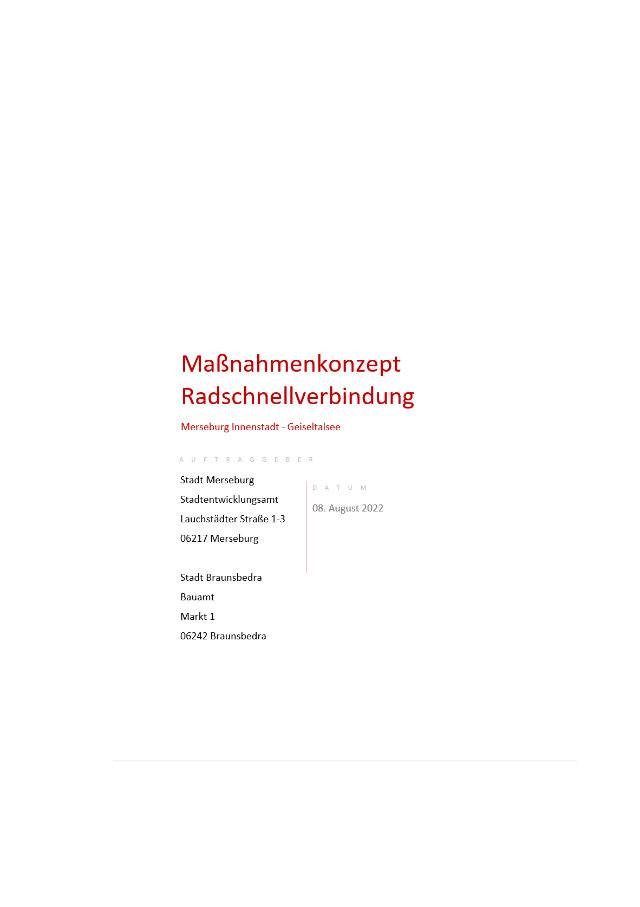 Maßnahmenkonzept
Radschnellverbindung
Merseburg Innenstadt - Geiseltalsee
AUFTRAGGEBER
Stadt Merseburg
Stadtentwicklungsamt
Lauchstädter Straße 1-3
06217 Merseburg
Stadt Braunsbedra
Bauamt
Markt 1
06242 Braunsbedra
DATUM
08. August 2022